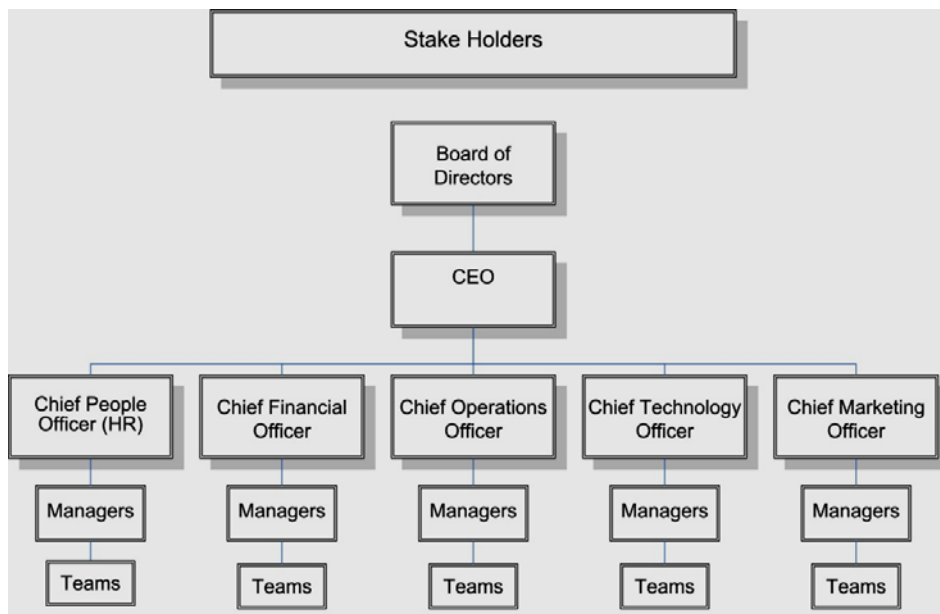 Stake Holders
Board of
Directors
CEO
Chief People
Officer (HR)
Chief Financial
Officer
Chief Operations
Officer
Chief Technology
Officer
Chief Marketing
Officer
Managers
Managers
Managers
Managers
Managers
Teams
Teams
Teams
Teams
Teams